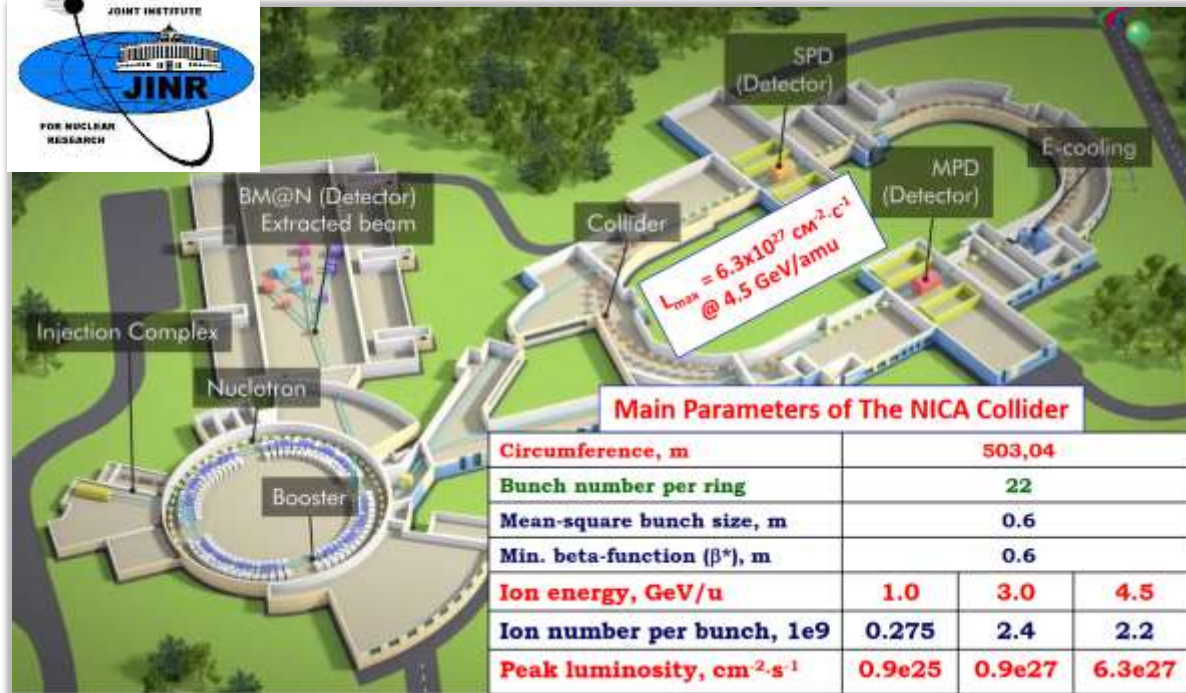 JOINT INSTITUTE
JINR
FOR NUCLEAR
RESEARCH
SPD
(Detector)
E-cooling
MPD
(Detector)
BM@N (Detector)
Extracted beam
Collider
Lmax = 6.3x10²⁷ см⁻²·с⁻¹
@ 4.5 GeV/amu
Injection Complex
Nuclotron
Booster
Main Parameters of The NICA Collider
Circumference, m 503,04
Bunch number per ring 22
Mean-square bunch size, m 0.6
Min. beta-function (β*), m 0.6
Ion energy, GeV/u 1.0 3.0 4.5
Ion number per bunch, 1e9 0.275 2.4 2.2
Peak luminosity, cm⁻²·s⁻¹ 0.9e25 0.9e27 6.3e27